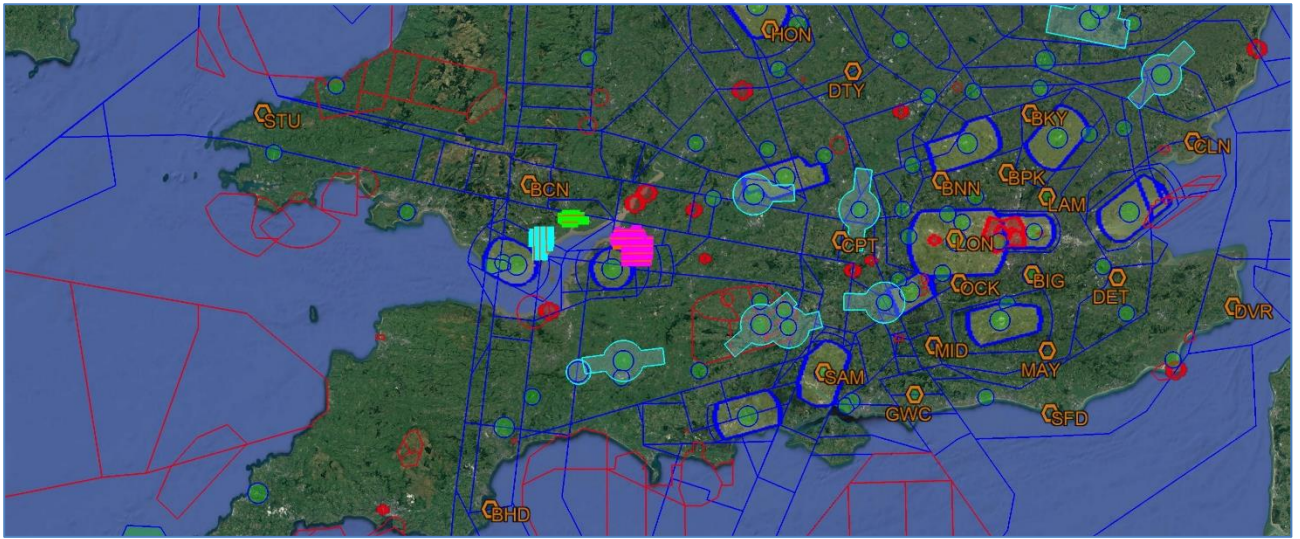 HON
DTY
STU
BKY
CLN
BCN
BNN
BPK
LAM
CPT
LON
OCK
BIG
DET
DVR
MID
MAY
SAM
GWC
SFD
BHD